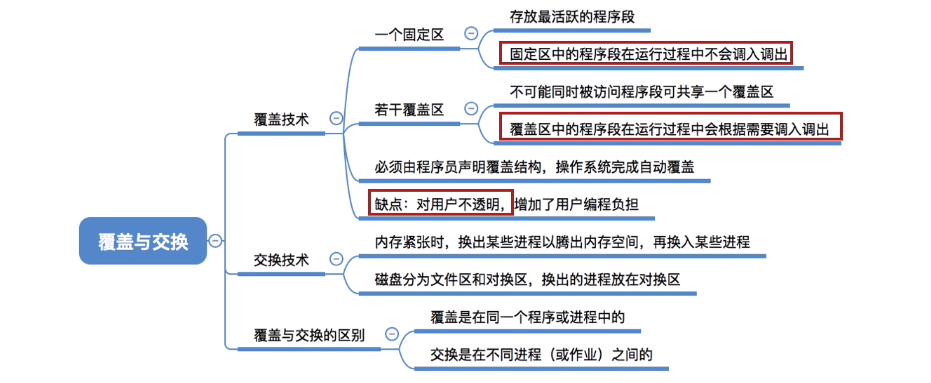 覆盖与交换
覆盖技术
一个固定区
存放最活跃的程序段
固定区中的程序段在运行过程中不会调入调出
若干覆盖区
不可能同时被访问程序段可共享一个覆盖区
覆盖区中的程序段在运行过程中会根据需要调入调出
必须由程序员声明覆盖结构，操作系统完成自动覆盖
缺点：对用户不透明，增加了用户编程负担
交换技术
内存紧张时，换出某些进程以腾出内存空间，再换入某些进程
磁盘分为文件区和对换区，换出的进程放在对换区
覆盖与交换的区别
覆盖是在同一个程序或进程中的
交换是在不同进程（或作业）之间的